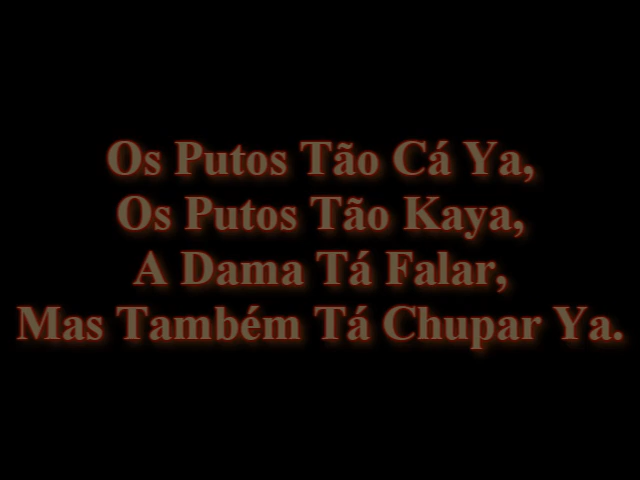 Os Putos Tão Cá Ya,
Os Putos Tão Kaya,
A Dama Tá Falar,
Mas Também Tá Chupar Ya.